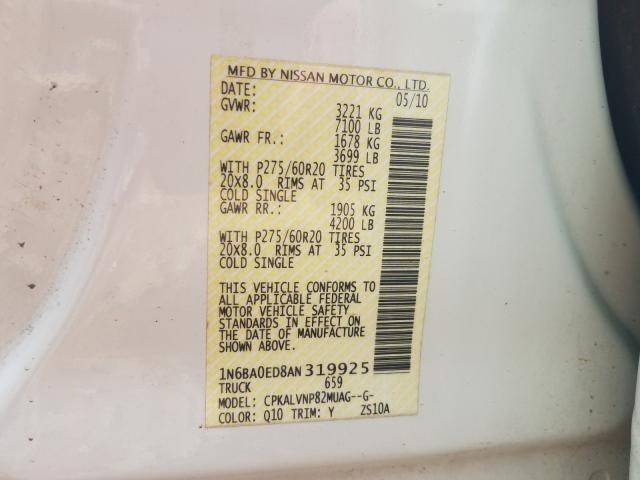 MFD BY NISSAN MOTOR CO., LTD.
DATE: 05/10
GVWR: 3221 KG
7100 LB
GAWR FR.: 1678 KG
3699 LB
WITH P275/60R20 TIRES
20X8.0 RIMS AT 35 PSI
COLD SINGLE
GAWR RR.: 1905 KG
4200 LB
WITH P275/60R20 TIRES
20X8.0 RIMS AT 35 PSI
COLD SINGLE
THIS VEHICLE CONFORMS TO
ALL APPLICABLE FEDERAL
MOTOR VEHICLE SAFETY
STANDARDS IN EFFECT ON
THE DATE OF MANUFACTURE
SHOWN ABOVE.
1N6BA0ED8AN319925
TRUCK 659
MODEL: CPKALVNP82MUAG--G-
COLOR: Q10 TRIM: Y ZS10A